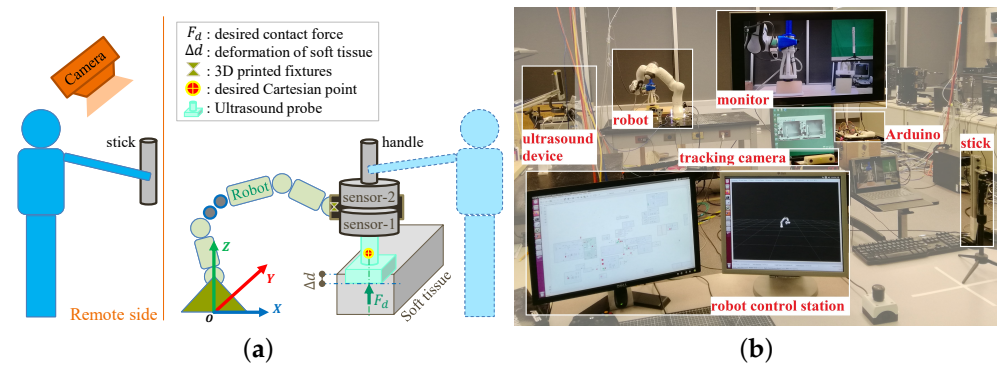 F_d : desired contact force
Δd : deformation of soft tissue
: 3D printed fixtures
: desired Cartesian point
: Ultrasound probe
Camera
stick
handle
Robot
sensor-2
sensor-1
Z
Y
X
o
Δd
F_d
Soft tissue
Remote side
(a)
monitor
robot
ultrasound
device
Arduino
stick
tracking camera
robot control station
(b)